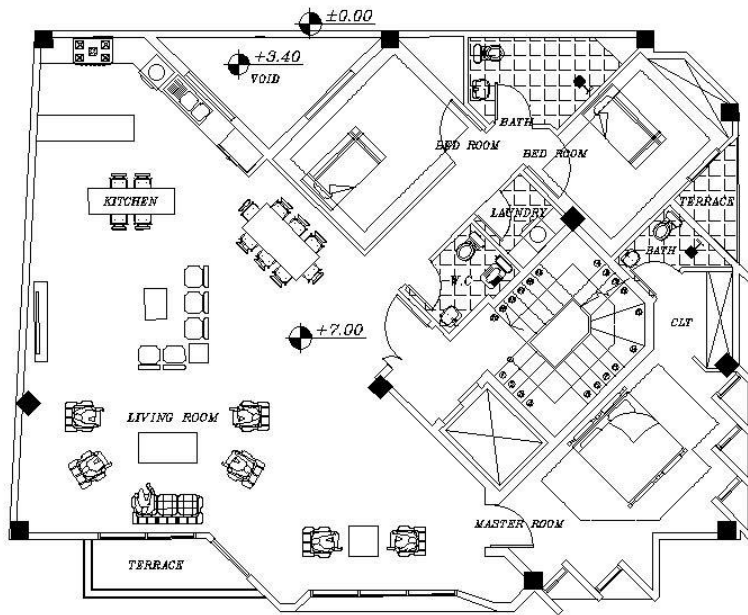 ±0.00
+3.40
VOID
BATH
BED ROOM
BED ROOM
KITCHEN
LAUNDRY
TERRACE
BATH
W.C
+7.00
CLT
LIVING ROOM
MASTER ROOM
TERRACE